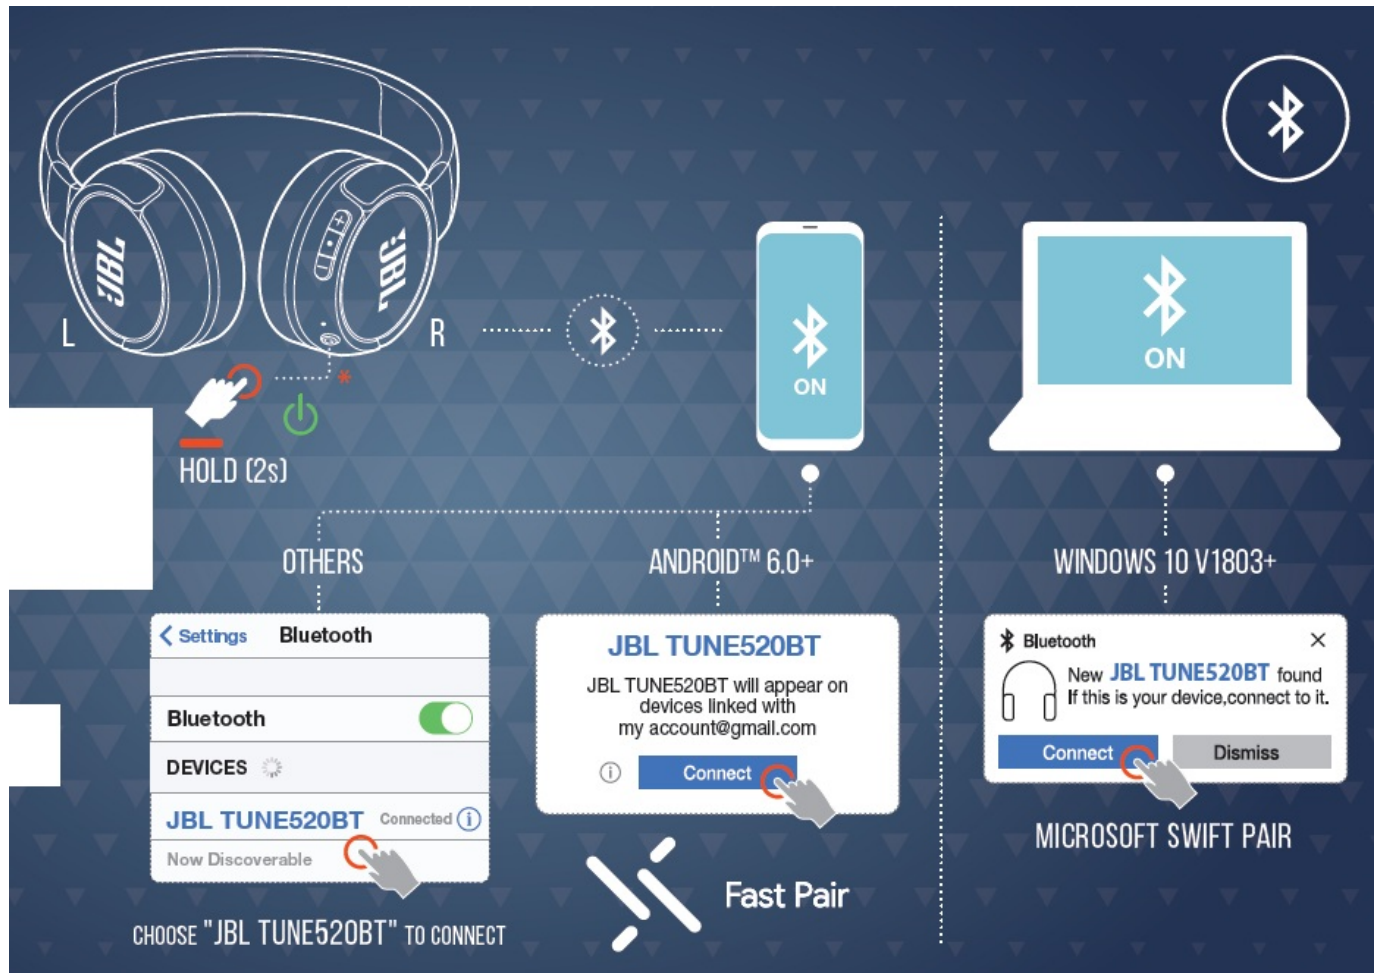 JBL
JBL
L
R
*
HOLD (2s)
ON
ON
OTHERS
ANDROID™ 6.0+
WINDOWS 10 V1803+
Settings Bluetooth
Bluetooth
DEVICES
JBL TUNE520BT Connected i
Now Discoverable
CHOOSE "JBL TUNE520BT" TO CONNECT
JBL TUNE520BT
JBL TUNE520BT will appear on
devices linked with
my account@gmail.com
i Connect
Fast Pair
Bluetooth ×
New JBL TUNE520BT found
If this is your device,connect to it.
Connect Dismiss
MICROSOFT SWIFT PAIR